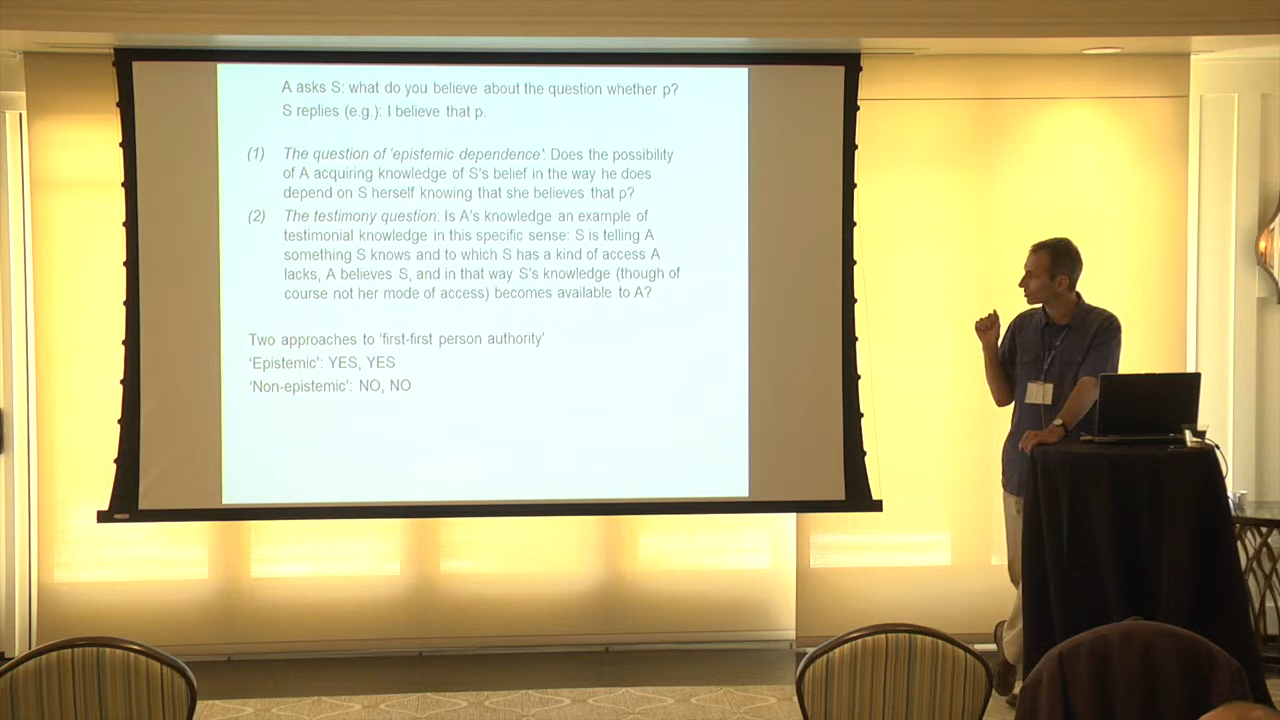 A asks S: what do you believe about the question whether p?
S replies (e.g.): I believe that p.
(1) The question of 'epistemic dependence'. Does the possibility
of A acquiring knowledge of S's belief in the way he does
depend on S herself knowing that she believes that p?
(2) The testimony question: Is A's knowledge an example of
testimonial knowledge in this specific sense: S is telling A
something S knows and to which S has a kind of access A
lacks, A believes S, and in that way S's knowledge (though of
course not her mode of access) becomes available to A?
Two approaches to 'first-first person authority'
'Epistemic': YES, YES
'Non-epistemic': NO, NO